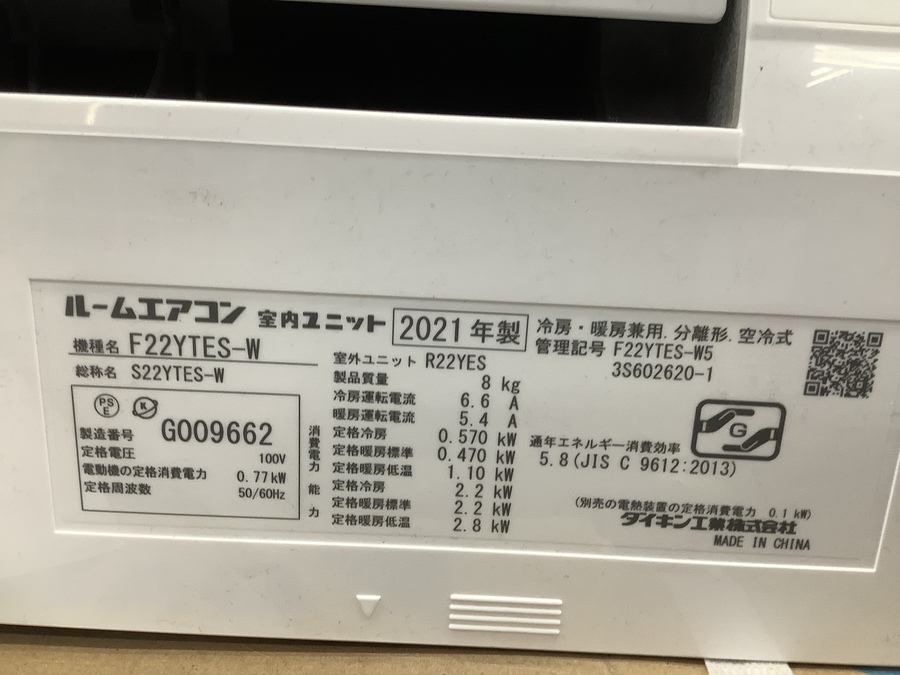 ルームエアコン 室内ユニット 2021年製 冷房・暖房兼用.分離形.空冷式
機種名 F22YTES-W
総称名 S22YTES-W
PS E K
製造番号 G009662
定格電圧 100V
電動機の定格消費電力 0.77kW
定格周波数 50/60Hz
室外ユニット R22YES
製品質量 8 kg
冷房運転電流 6.6 A
暖房運転電流 5.4 A
消費電力
定格冷房 0.570 kW
定格暖房標準 0.470 kW
定格暖房低温 1.10 kW
能力
定格冷房 2.2 kW
定格暖房標準 2.2 kW
定格暖房低温 2.8 kW
管理記号 F22YTES-W5
3S602620-1
G
通年エネルギー消費効率
5.8(JIS C 9612:2013)
(別売の電熱装置の定格消費電力 0.1 kW)
ダイキン工業株式会社
MADE IN CHINA